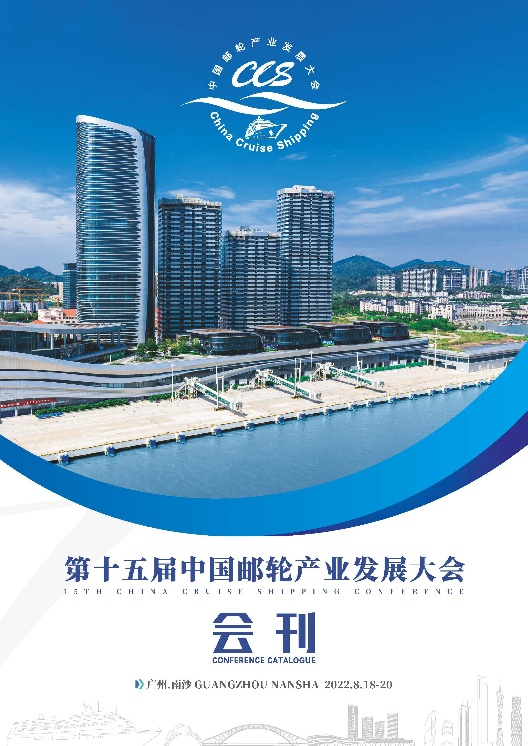 中国邮轮产业发展大会
CCS
China Cruise Shipping
第十五届中国邮轮产业发展大会
15TH CHINA CRUISE SHIPPING CONFERENCE
会刊
CONFERENCE CATALOGUE
广州.南沙 GUANGZHOU NANSHA 2022.8.18-20